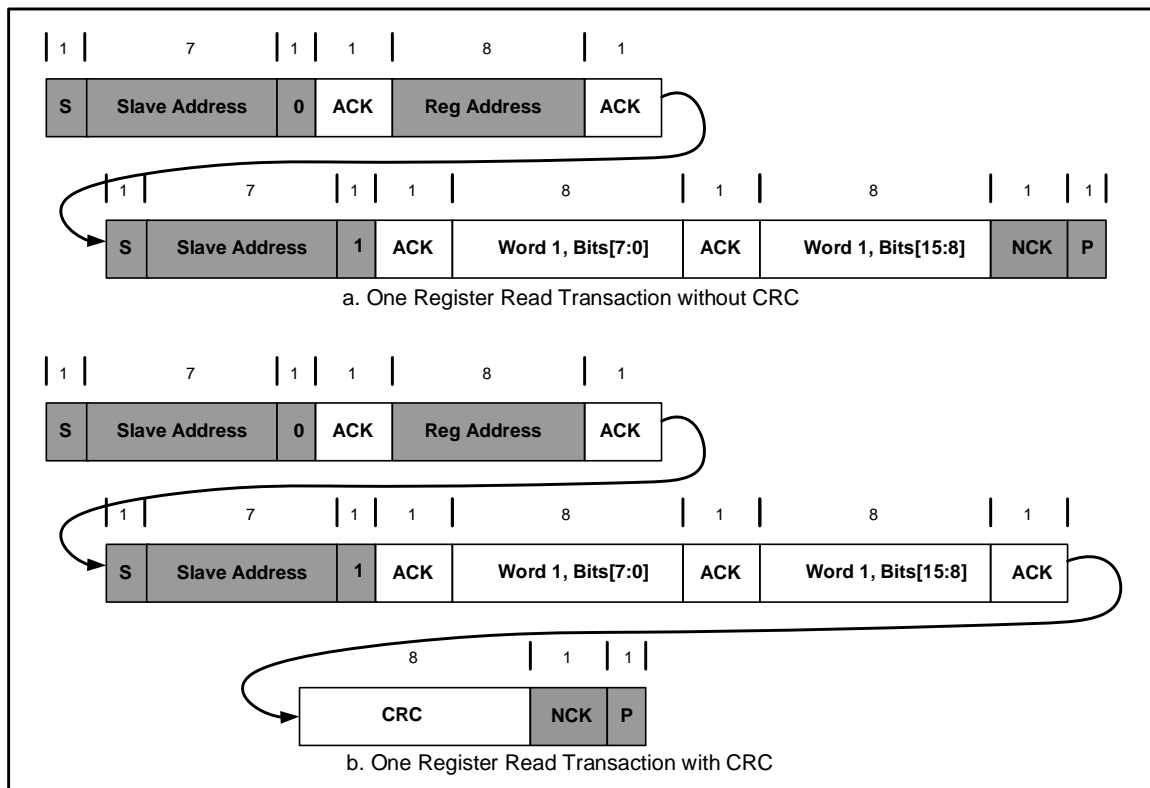 1 7 1 1 8 1
S Slave Address 0 ACK Reg Address ACK
1 7 1 1 8 1 8 1 1
S Slave Address 1 ACK Word 1, Bits[7:0] ACK Word 1, Bits[15:8] NCK P
a. One Register Read Transaction without CRC
1 7 1 1 8 1
S Slave Address 0 ACK Reg Address ACK
1 7 1 1 8 1 8 1
S Slave Address 1 ACK Word 1, Bits[7:0] ACK Word 1, Bits[15:8] ACK
8 1 1
CRC NCK P
b. One Register Read Transaction with CRC